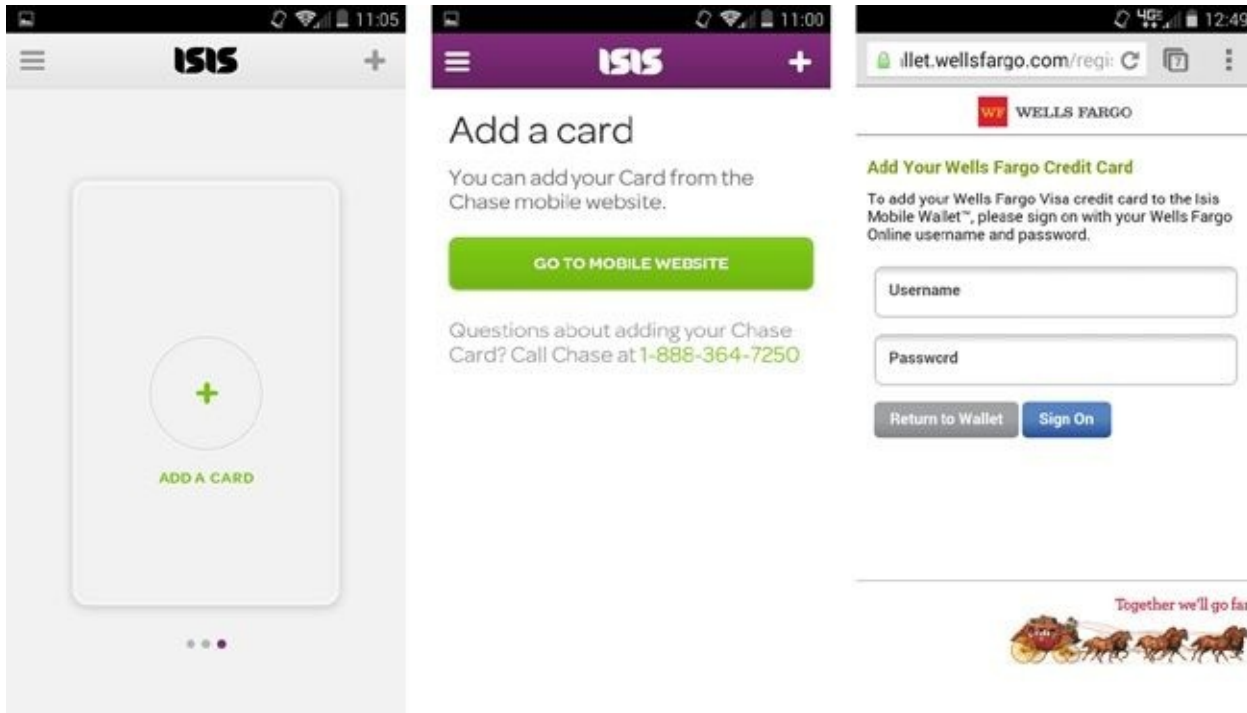 11:05
ISIS
ADD A CARD
11:00
ISIS
Add a card
You can add your Card from the
Chase mobile website.
GO TO MOBILE WEBSITE
Questions about adding your Chase
Card? Call Chase at 1-888-364-7250
4G 12:49
llet.wellsfargo.com/regi
7
WF WELLS FARGO
Add Your Wells Fargo Credit Card
To add your Wells Fargo Visa credit card to the Isis
Mobile Wallet™, please sign on with your Wells Fargo
Online username and password.
Username
Password
Return to Wallet Sign On
Together we'll go far